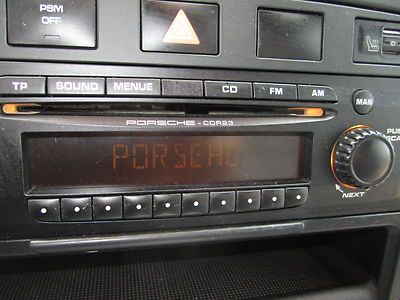 PSM
OFF
TP SOUND MENUE CD FM AM
MAN
PORSCHE-CDR23
PORSCHE
NEXT